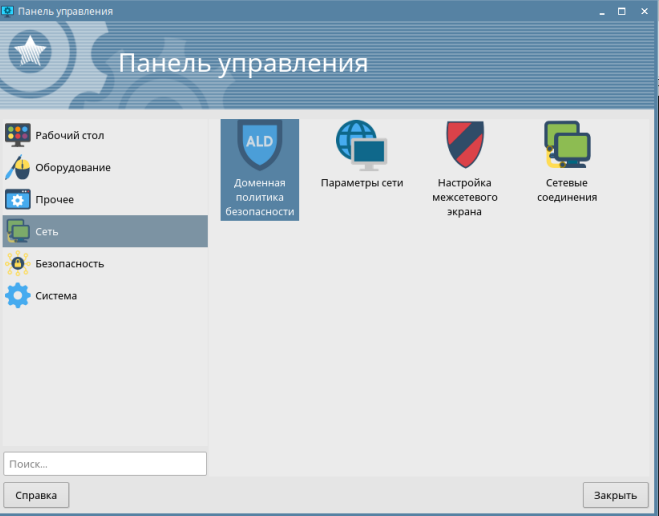 Панель управления
Панель управления
Рабочий стол
Оборудование
Прочее
Сеть
Безопасность
Система
ALD
Доменная
политика
безопасности
Параметры сети
Настройка
межсетевого
экрана
Сетевые
соединения
Поиск...
Справка
Закрыть